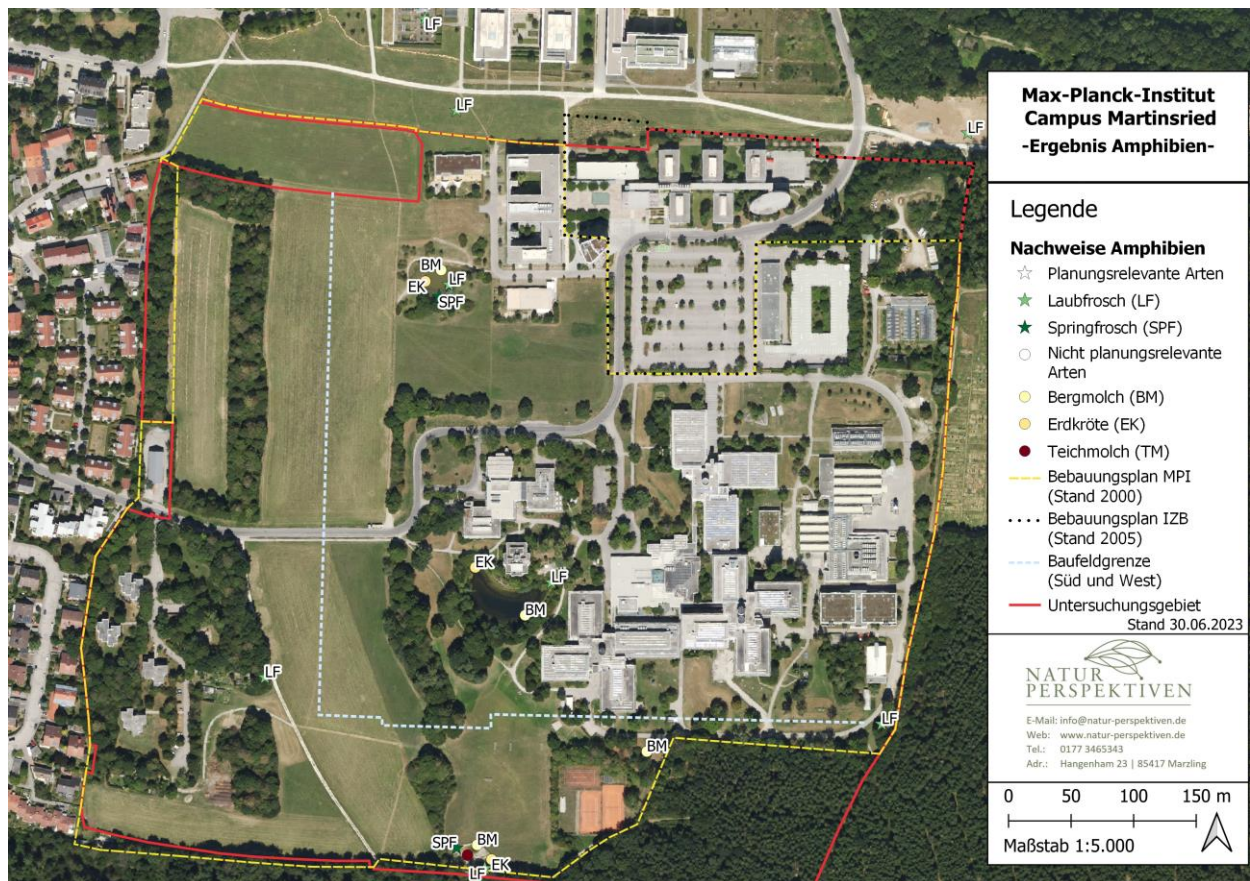 LF
LF
LF
BM
LF
EK
SPF
EK
LF
BM
LF
LF
BM
SPF
BM
EK
LF
Max-Planck-Institut
Campus Martinsried
-Ergebnis Amphibien-
Legende
Nachweise Amphibien
Planungsrelevante Arten
Laubfrosch (LF)
Springfrosch (SPF)
Nicht planungsrelevante
Arten
Bergmolch (BM)
Erdkröte (EK)
Teichmolch (TM)
Bebauungsplan MPI
(Stand 2000)
Bebauungsplan IZB
(Stand 2005)
Baufeldgrenze
(Süd und West)
Untersuchungsgebiet
Stand 30.06.2023
NATUR
PERSPEKTIVEN
E-Mail: info@natur-perspektiven.de
Web: www.natur-perspektiven.de
Tel.: 0177 3465343
Adr.: Hangenham 23 | 85417 Marzling
0 50 100 150 m
Maßstab 1:5.000